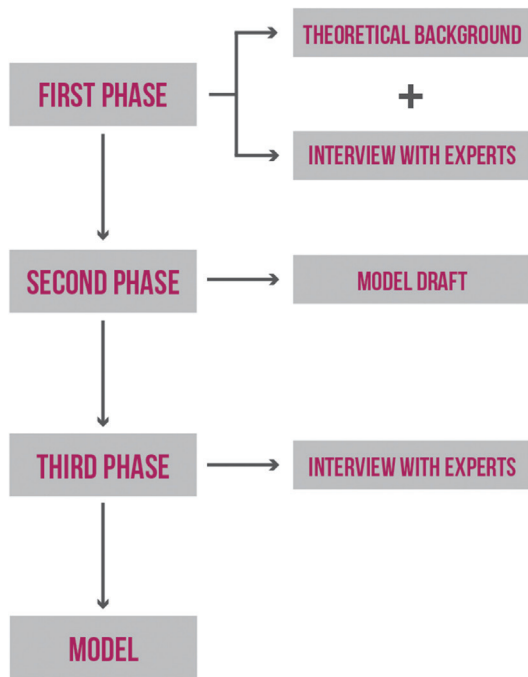 THEORETICAL BACKGROUND
FIRST PHASE
+
INTERVIEW WITH EXPERTS
SECOND PHASE
MODEL DRAFT
THIRD PHASE
INTERVIEW WITH EXPERTS
MODEL